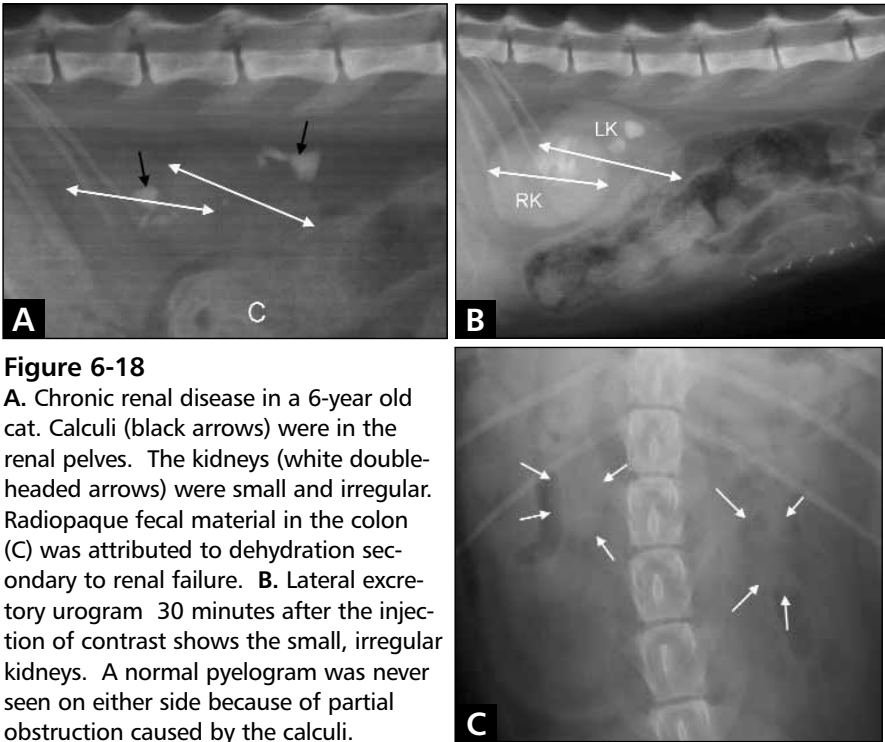 C
A
LK
RK
B
Figure 6-18
A. Chronic renal disease in a 6-year old
cat. Calculi (black arrows) were in the
renal pelves. The kidneys (white double-
headed arrows) were small and irregular.
Radiopaque fecal material in the colon
(C) was attributed to dehydration sec-
ondary to renal failure. B. Lateral excre-
tory urogram 30 minutes after the injec-
tion of contrast shows the small, irregular
kidneys. A normal pyelogram was never
seen on either side because of partial
obstruction caused by the calculi.
C